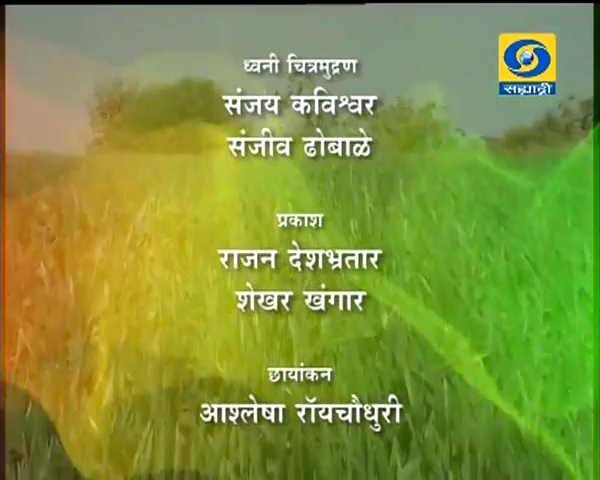 ध्वनी चित्रमुद्रण
संजय कविश्वर
संजीव ढोबाळे
प्रकाश
राजन देशभ्रतार
शेखर खंगार
छायांकन
आश्लेषा रॉयचौधुरी
सह्याद्री